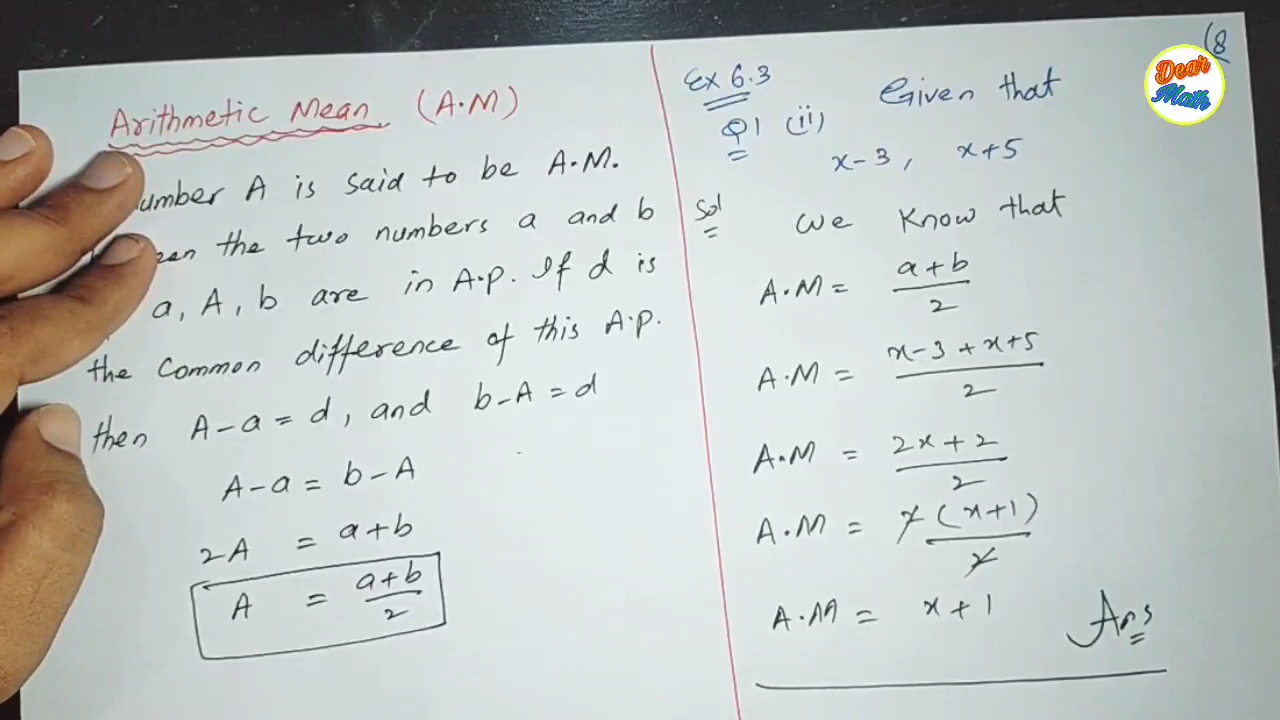 Arithmetic Mean (A.M)
umber A is said to be A.M.
the two numbers a and b
a, A, b are in A.p. If d is
the common difference of this A.p.
then A-a = d, and b-A = d
A-a = b-A
2A = a+b
A = a+b/2
(8
Dear
Math
Ex 6.3
Q1 (ii) Given that
x-3, x+5
Sol We Know that
A.M = a+b/2
A.M = x-3+x+5/2
A.M = 2x+2/2
A.M = 2(x+1)/2
A.M = x+1 Ans